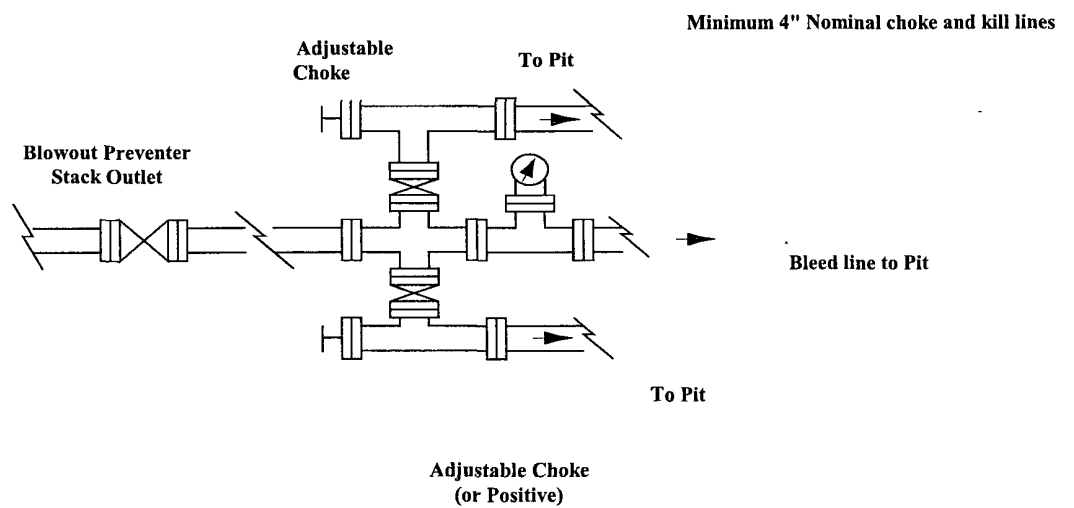 Minimum 4" Nominal choke and kill lines
Adjustable
Choke
To Pit
Blowout Preventer
Stack Outlet
Bleed line to Pit
To Pit
Adjustable Choke
(or Positive)